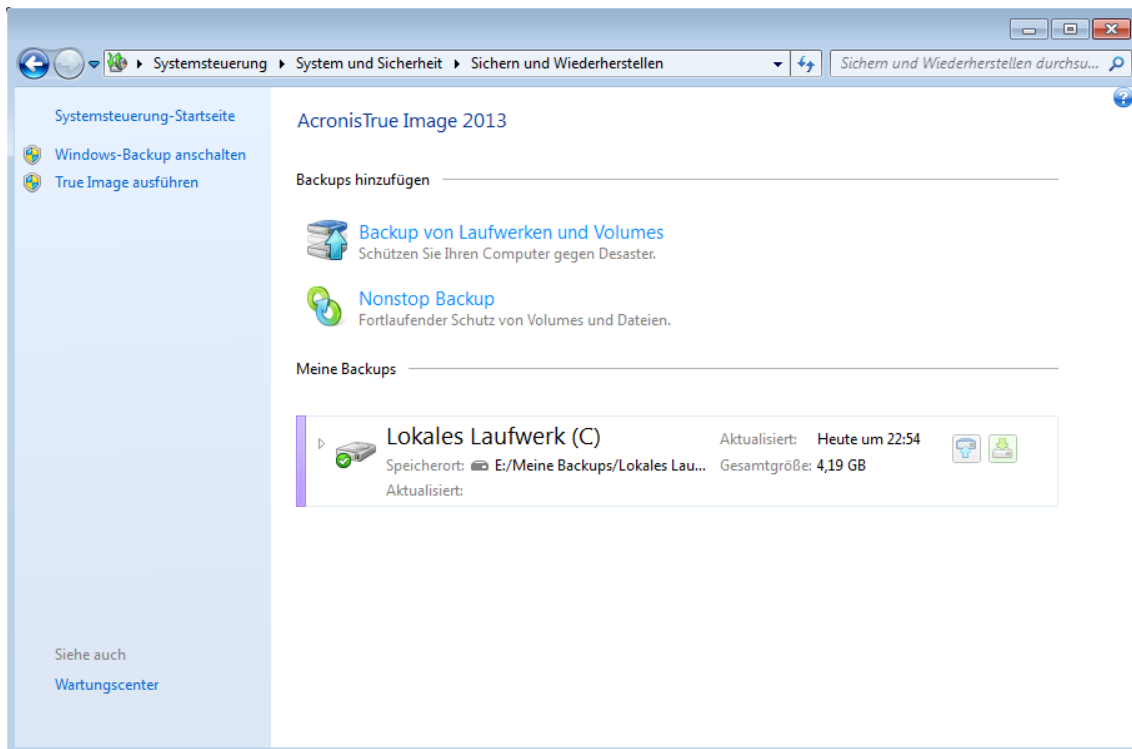 Systemsteuerung System und Sicherheit Sichern und Wiederherstellen Sichern und Wiederherstellen durchsu...
Systemsteuerung-Startseite
Windows-Backup anschalten
True Image ausführen
AcronisTrue Image 2013
Backups hinzufügen
Backup von Laufwerken und Volumes
Schützen Sie Ihren Computer gegen Desaster.
Nonstop Backup
Fortlaufender Schutz von Volumes und Dateien.
Meine Backups
Lokales Laufwerk (C) Aktualisiert: Heute um 22:54
Speicherort: E:/Meine Backups/Lokales Lau... Gesamtgröße: 4,19 GB
Aktualisiert:
Siehe auch
Wartungscenter